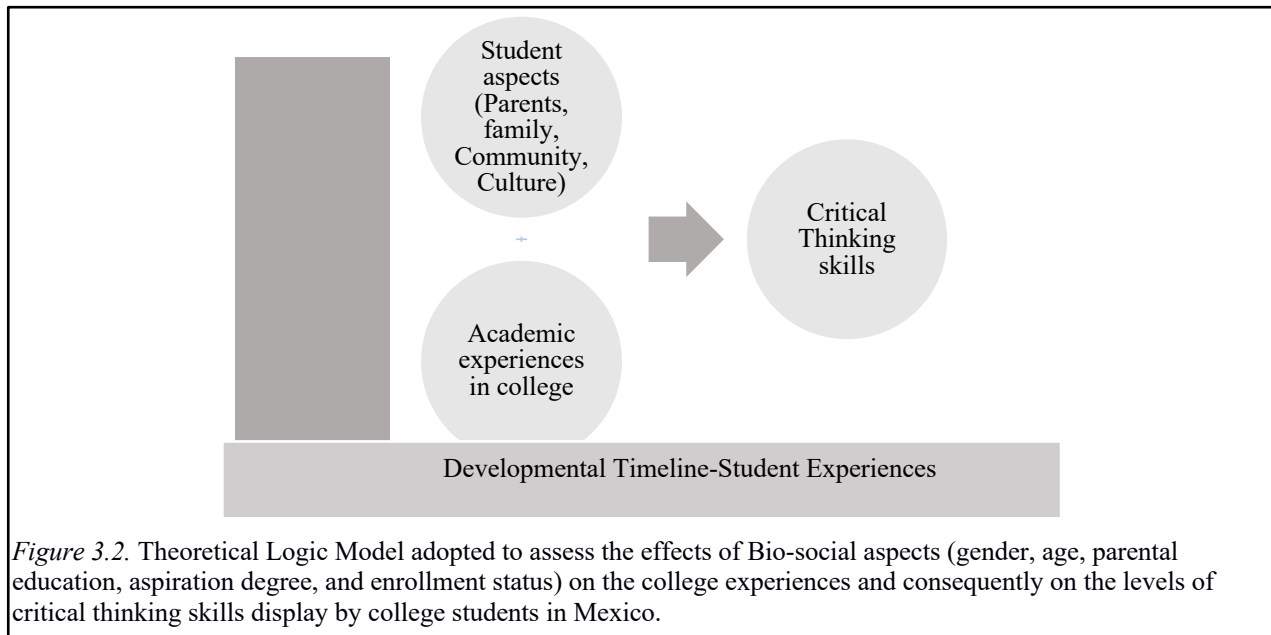 Student
aspects
(Parents,
family,
Community,
Culture)
+
Academic
experiences
in college
Critical
Thinking
skills
Developmental Timeline-Student Experiences
Figure 3.2. Theoretical Logic Model adopted to assess the effects of Bio-social aspects (gender, age, parental
education, aspiration degree, and enrollment status) on the college experiences and consequently on the levels of
critical thinking skills display by college students in Mexico.